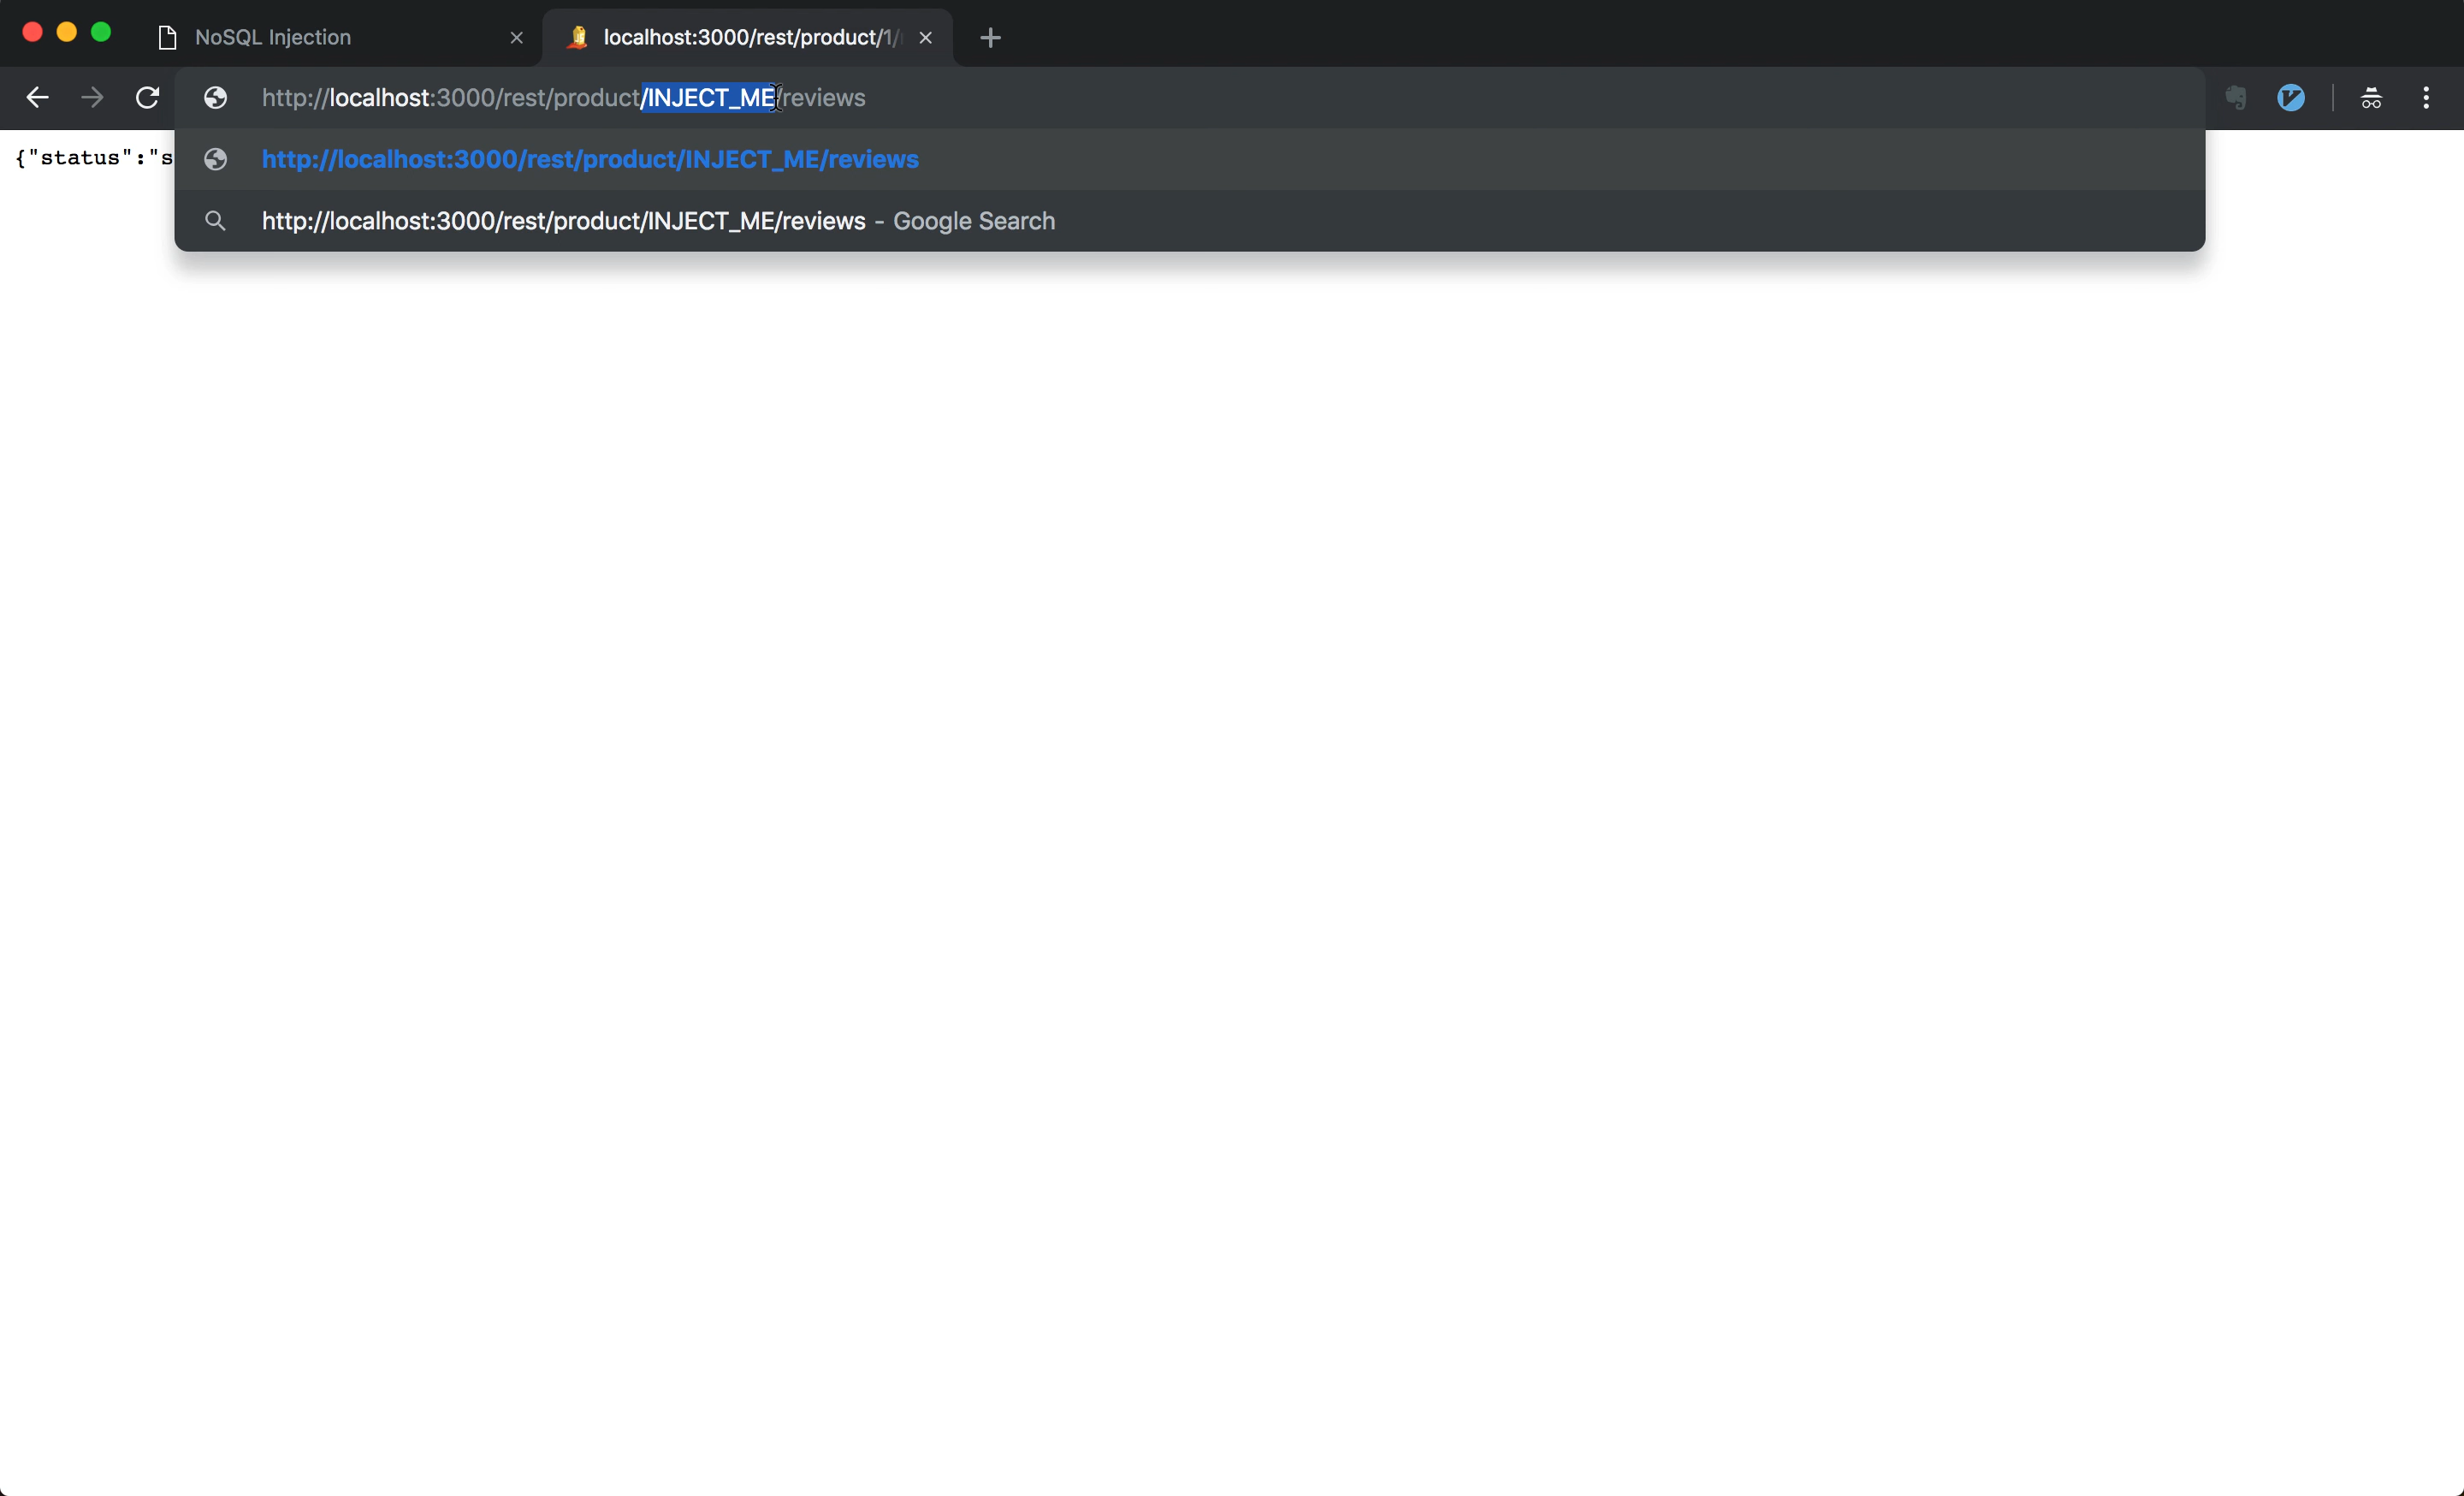 NoSQL Injection
localhost:3000/rest/product/1/
http://localhost:3000/rest/product/INJECT_ME/reviews
{"status":"s
http://localhost:3000/rest/product/INJECT_ME/reviews
http://localhost:3000/rest/product/INJECT_ME/reviews - Google Search